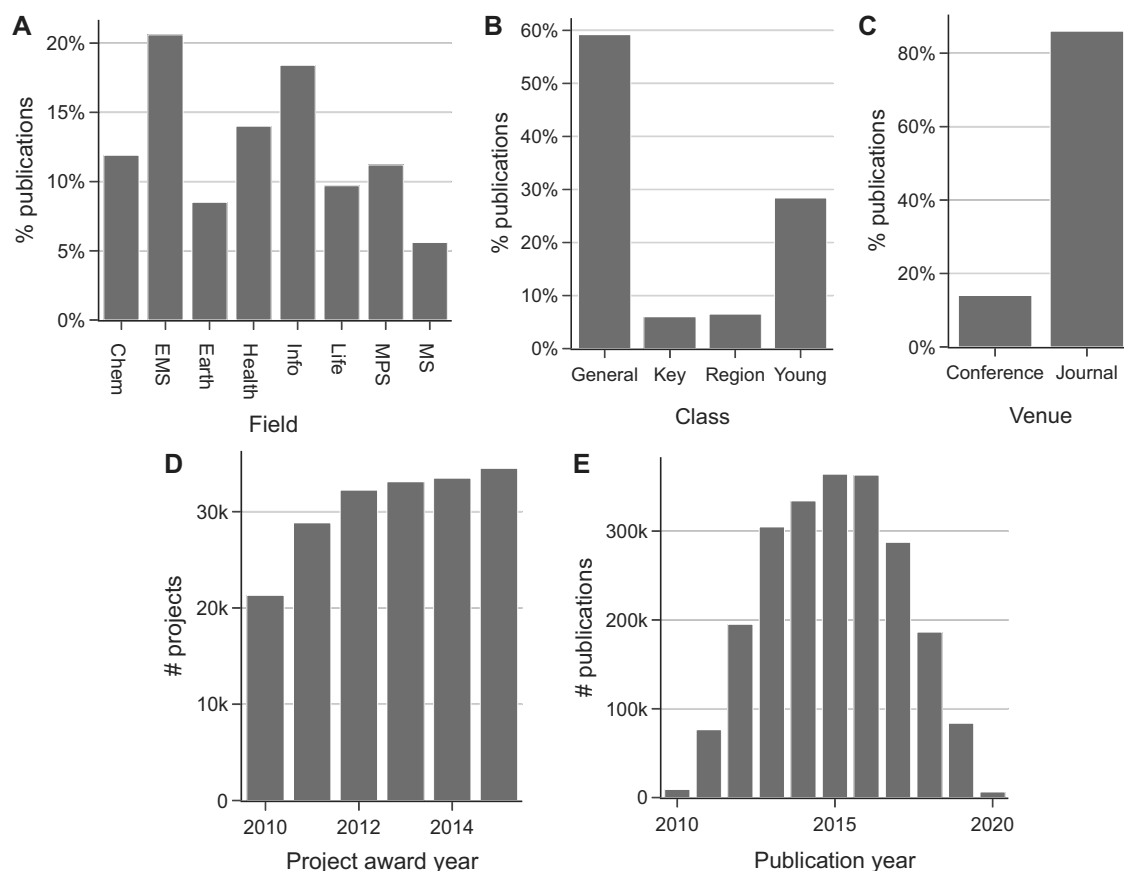 A
% publications
20%
15%
10%
5%
0%
Chem
EMS
Earth
Health
Info
Life
MPS
MS
Field
B
% publications
60%
50%
40%
30%
20%
10%
0%
General
Key
Region
Young
Class
C
% publications
80%
60%
40%
20%
0%
Conference
Journal
Venue
D
# projects
30k
20k
10k
0
2010
2012
2014
Project award year
E
# publications
300k
200k
100k
0
2010
2015
2020
Publication year